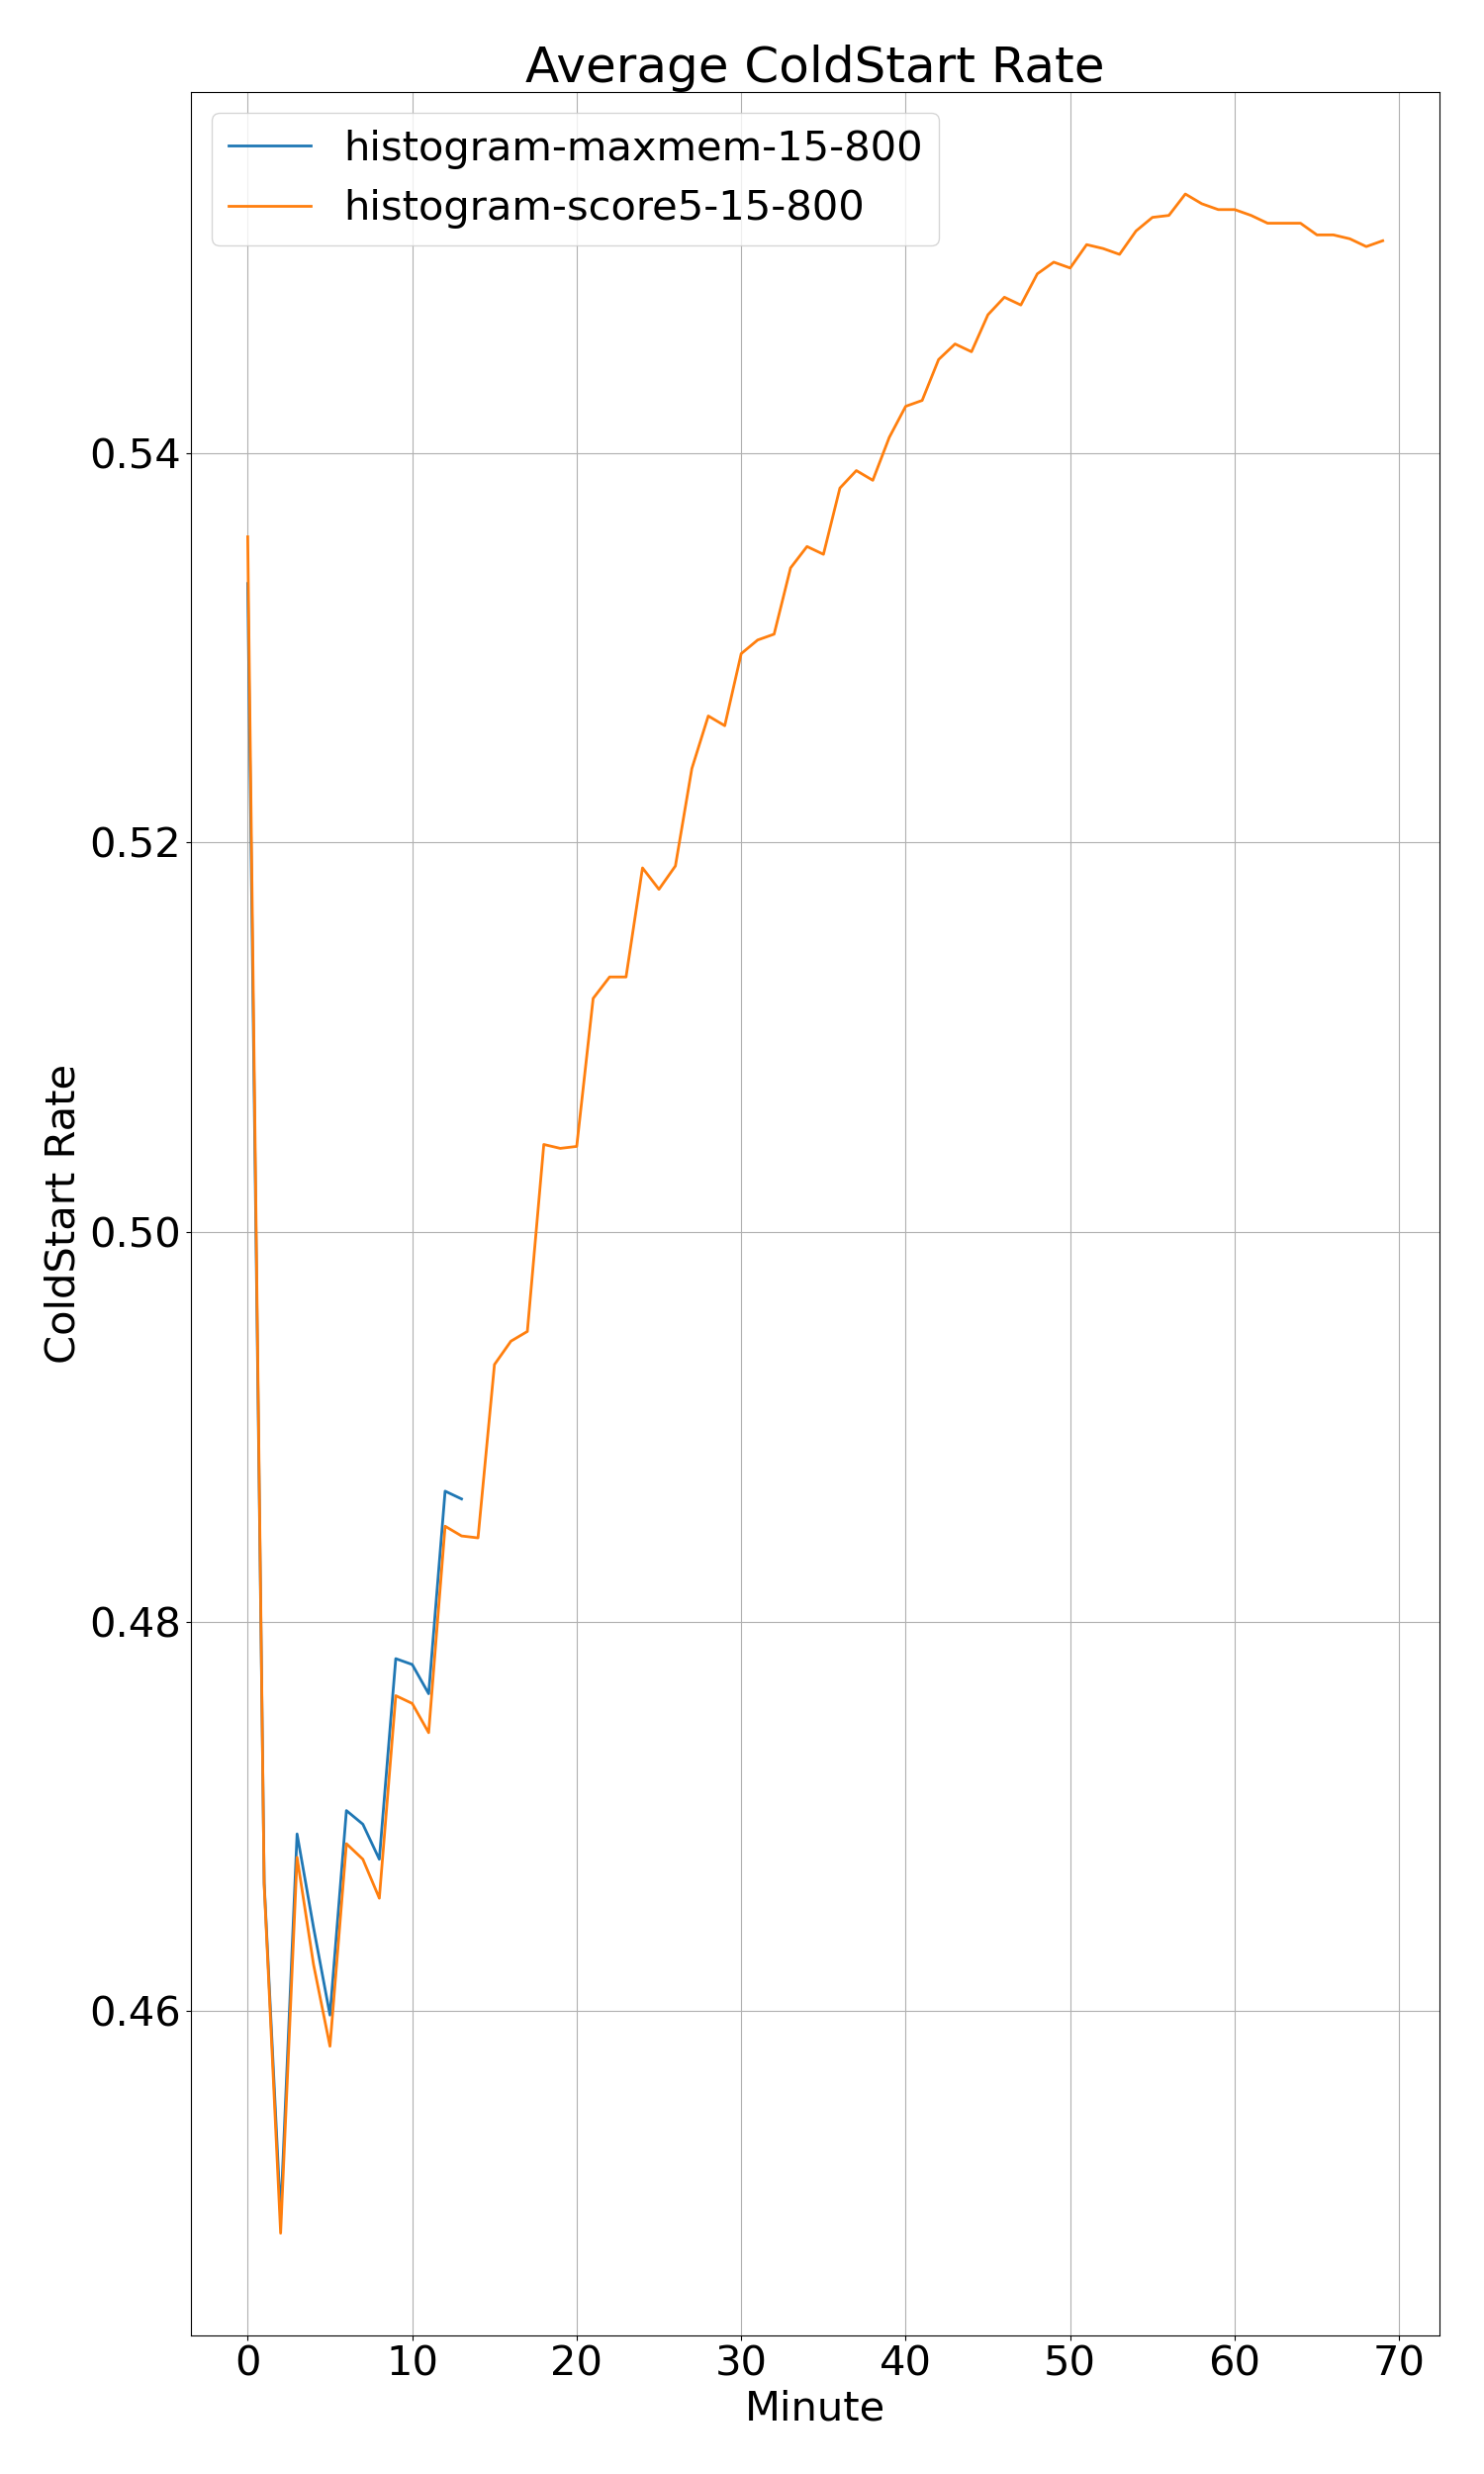 Average ColdStart Rate
histogram-maxmem-15-800
histogram-score5-15-800
0.54
0.52
0.50
0.48
0.46
ColdStart Rate
0 10 20 30 40 50 60 70
Minute